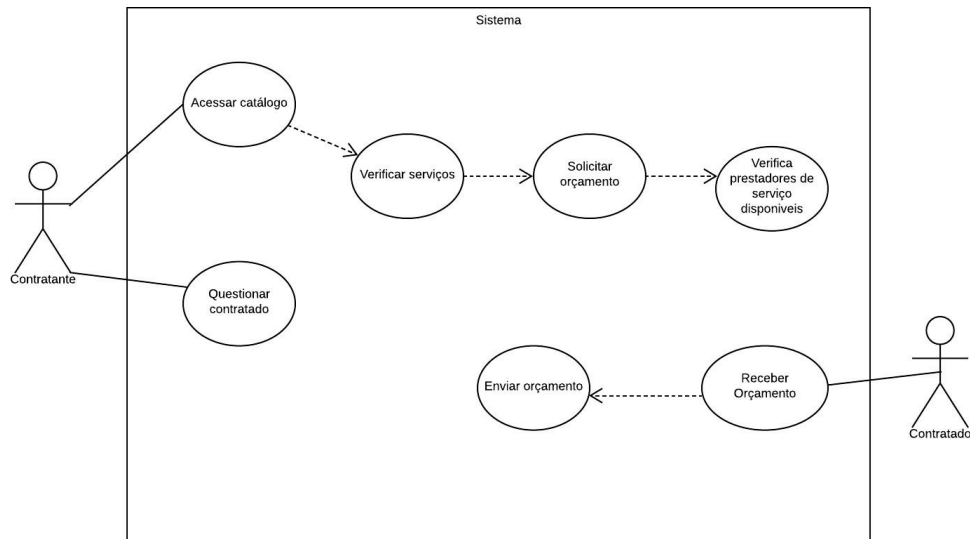 Sistema
Acessar catálogo
Verificar serviços
Solicitar
orçamento
Verifica
prestadores de
serviço
disponiveis
Contratante
Questionar
contratado
Enviar orçamento
Receber
Orçamento
Contratado